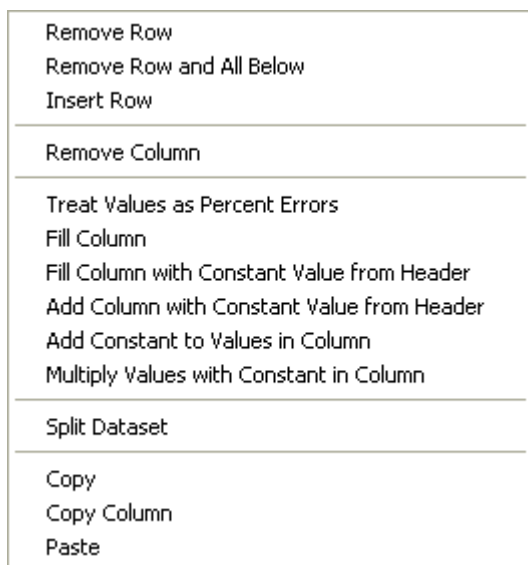 Remove Row
Remove Row and All Below
Insert Row
Remove Column
Treat Values as Percent Errors
Fill Column
Fill Column with Constant Value from Header
Add Column with Constant Value from Header
Add Constant to Values in Column
Multiply Values with Constant in Column
Split Dataset
Copy
Copy Column
Paste